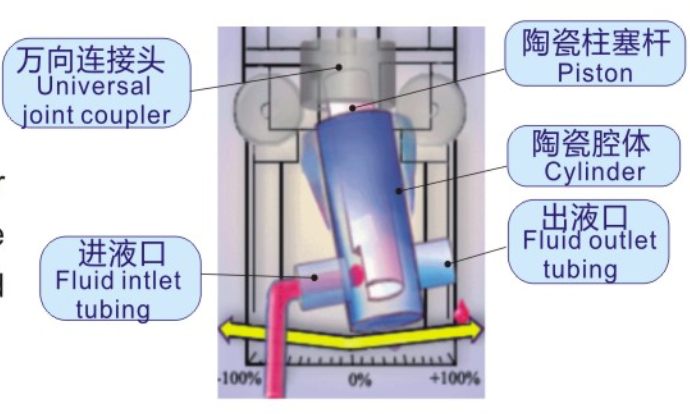 万向连接头
Universal
joint coupler
陶瓷柱塞杆
Piston
陶瓷腔体
Cylinder
进液口
Fluid intlet
tubing
出液口
Fluid outlet
tubing
-100%
0%
+100%